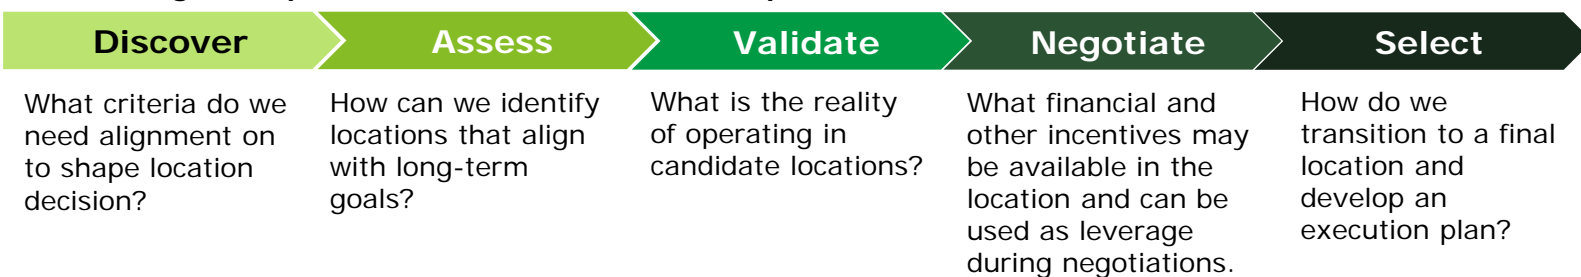 Discover
Assess
Validate
Negotiate
Select
What criteria do we
need alignment on
to shape location
decision?
How can we identify
locations that align
with long-term
goals?
What is the reality
of operating in
candidate locations?
What financial and
other incentives may
be available in the
location and can be
used as leverage
during negotiations.
How do we
transition to a final
location and
develop an
execution plan?